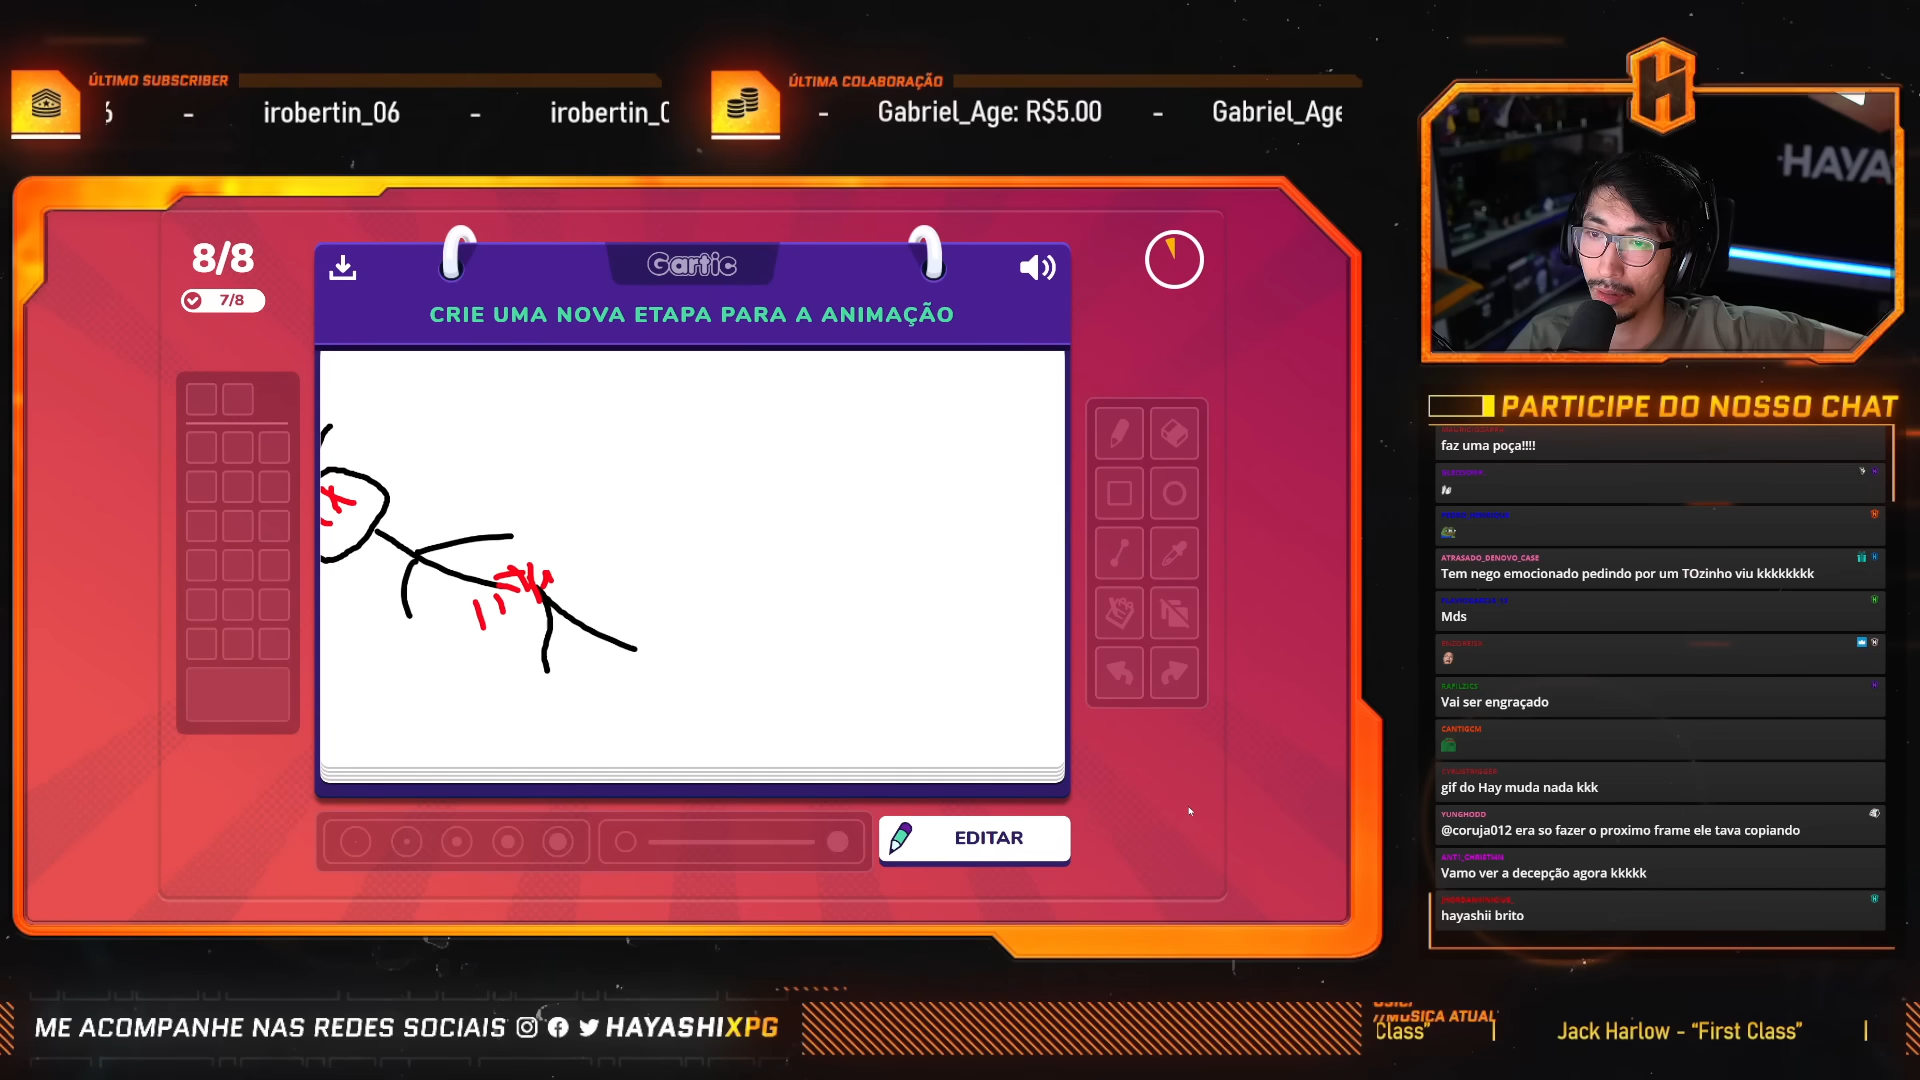 ÚLTIMO SUBSCRIBER
- irobertin_06 -
ÚLTIMA COLABORAÇÃO
- Gabriel_Age: R$5.00 - Gabriel_Age
HAYA
8/8
7/8
Gartic
CRIE UMA NOVA ETAPA PARA A ANIMAÇÃO
EDITAR
PARTICIPE DO NOSSO CHAT
faz uma poça!!!!
ATRASADO_DENOVO_CASE
Tem nego emocionado pedindo por um TOzinho viu kkkkkkkk
Mds
Vai ser engraçado
CANTIGCM
gif do Hay muda nada kkk
YUNGHODD
@coruja012 era so fazer o proximo frame ele tava copiando
ANT1_CHRISTIAN
Vamo ver a decepção agora kkkkk
hayashii brito
ME ACOMPANHE NAS REDES SOCIAIS HAYASHIXPG
//MÚSICA ATUAL
Class” | Jack Harlow - “First Class” |